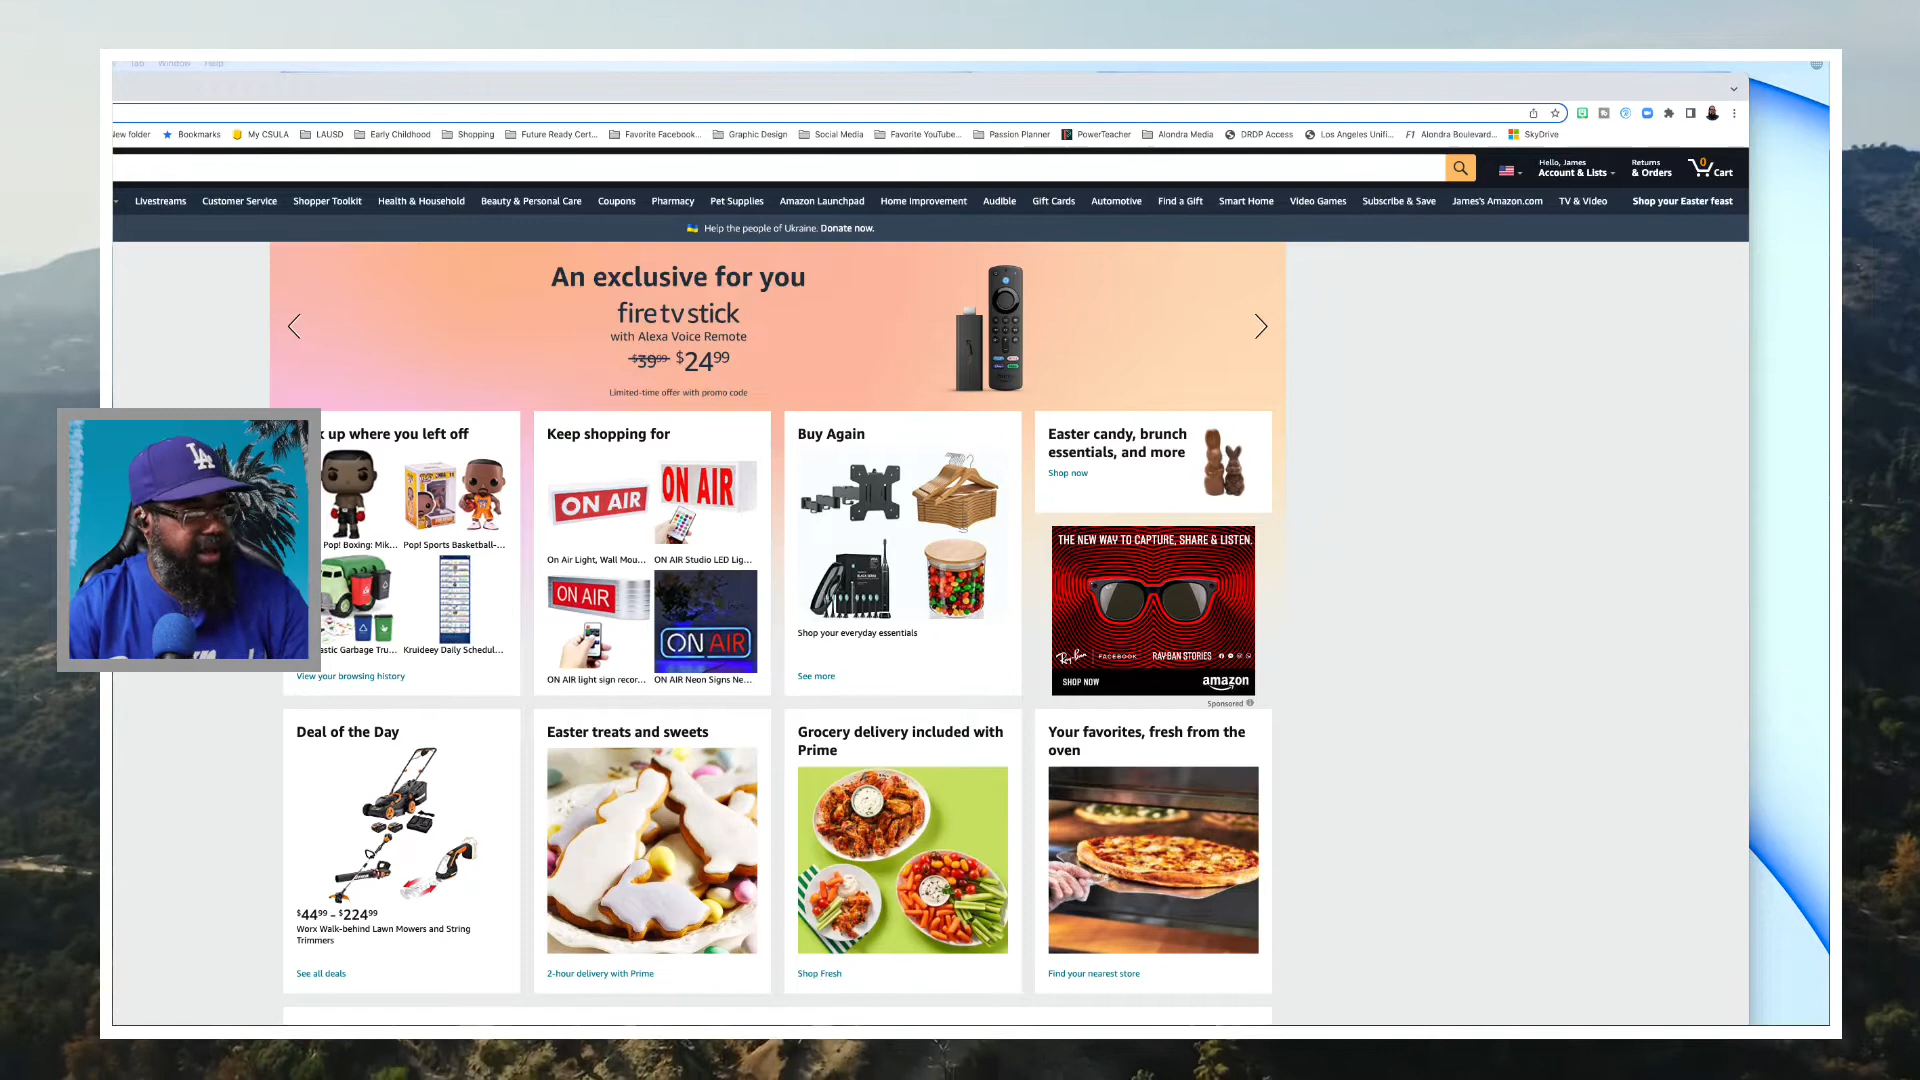 Tab Window Help
New folder Bookmarks My CSULA LAUSD Early Childhood Shopping Future Ready Cert... Favorite Facebook... Graphic Design Social Media Favorite YouTube... Passion Planner PowerTeacher Alondra Media DRDP Access Los Angeles Unifi... F1 Alondra Boulevard... SkyDrive
Hello, James
Account & Lists
Returns
& Orders
0
Cart
Livestreams Customer Service Shopper Toolkit Health & Household Beauty & Personal Care Coupons Pharmacy Pet Supplies Amazon Launchpad Home Improvement Audible Gift Cards Automotive Find a Gift Smart Home Video Games Subscribe & Save James's Amazon.com TV & Video Shop your Easter feast
Help the people of Ukraine. Donate now.
An exclusive for you
fire tv stick
with Alexa Voice Remote
$39.99 $24.99
Limited-time offer with promo code
LA
k up where you left off
Pop! Boxing: Mik... Pop! Sports Basketball-...
astic Garbage Tru... Kruideey Daily Schedul...
View your browsing history
Keep shopping for
ON AIR ON AIR
On Air Light, Wall Mou... ON AIR Studio LED Lig...
ON AIR ON AIR
ON AIR light sign recor... ON AIR Neon Signs Ne...
Buy Again
Shop your everyday essentials
See more
Easter candy, brunch
essentials, and more
Shop now
THE NEW WAY TO CAPTURE, SHARE & LISTEN.
Ray-Ban FACEBOOK RAY-BAN STORIES
SHOP NOW amazon
Sponsored
Deal of the Day
$44.99 - $224.99
Worx Walk-behind Lawn Mowers and String
Trimmers
See all deals
Easter treats and sweets
2-hour delivery with Prime
Grocery delivery included with
Prime
Shop Fresh
Your favorites, fresh from the
oven
Find your nearest store